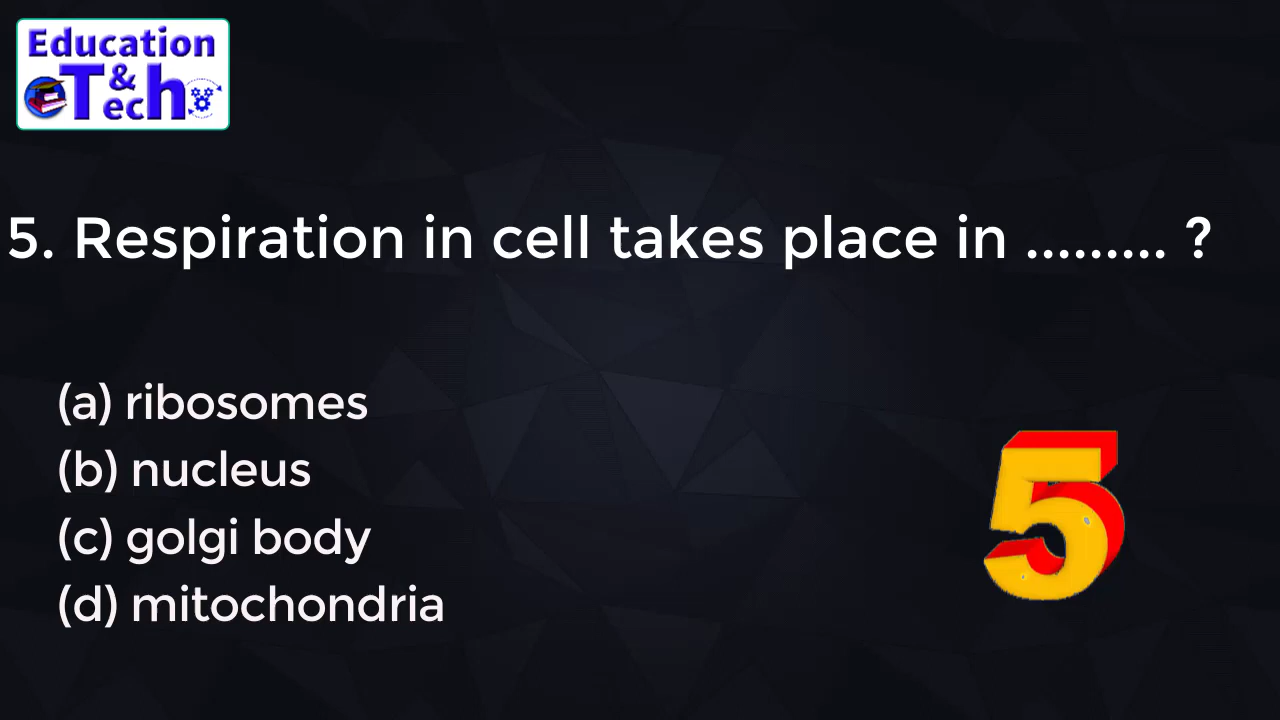 Education
& Tech
5. Respiration in cell takes place in ......... ?
(a) ribosomes
(b) nucleus
(c) golgi body
(d) mitochondria
5